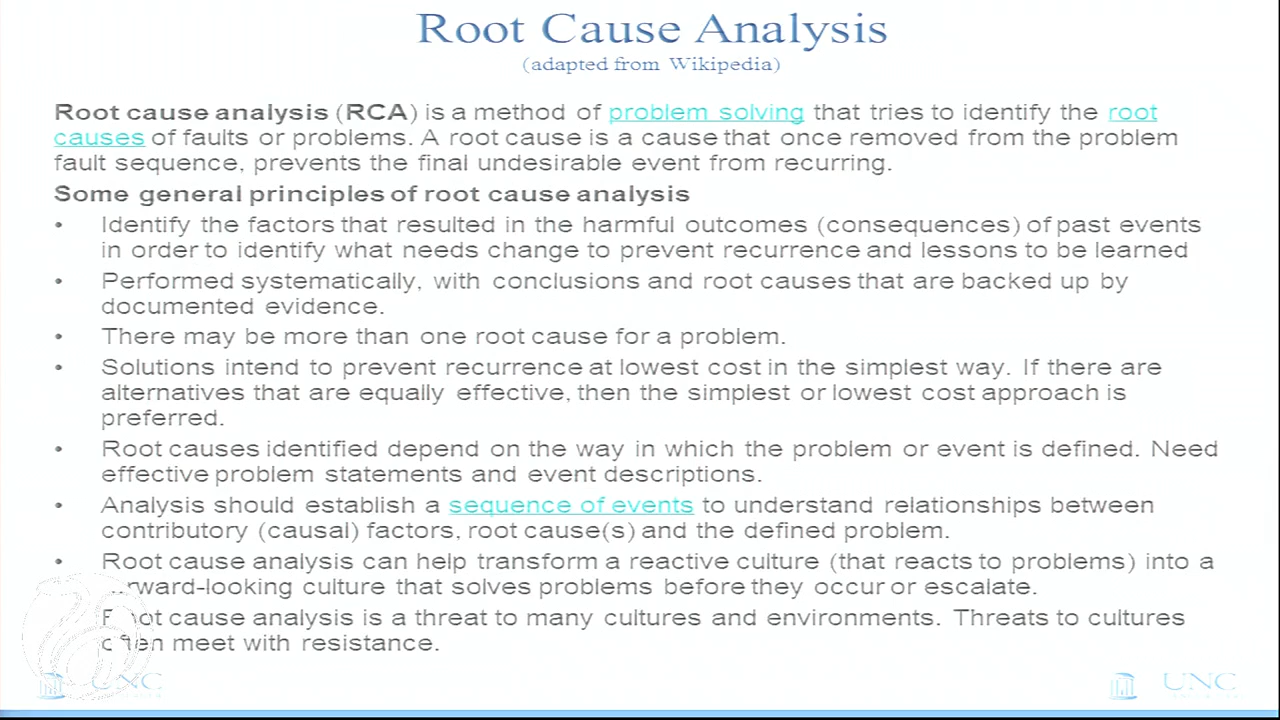 Root Cause Analysis
(adapted from Wikipedia)
Root cause analysis (RCA) is a method of problem solving that tries to identify the root
causes of faults or problems. A root cause is a cause that once removed from the problem
fault sequence, prevents the final undesirable event from recurring.
Some general principles of root cause analysis
• Identify the factors that resulted in the harmful outcomes (consequences) of past events
in order to identify what needs change to prevent recurrence and lessons to be learned
• Performed systematically, with conclusions and root causes that are backed up by
documented evidence.
• There may be more than one root cause for a problem.
• Solutions intend to prevent recurrence at lowest cost in the simplest way. If there are
alternatives that are equally effective, then the simplest or lowest cost approach is
preferred.
• Root causes identified depend on the way in which the problem or event is defined. Need
effective problem statements and event descriptions.
• Analysis should establish a sequence of events to understand relationships between
contributory (causal) factors, root cause(s) and the defined problem.
• Root cause analysis can help transform a reactive culture (that reacts to problems) into a
forward-looking culture that solves problems before they occur or escalate.
Root cause analysis is a threat to many cultures and environments. Threats to cultures
often meet with resistance.
UNC
UNC